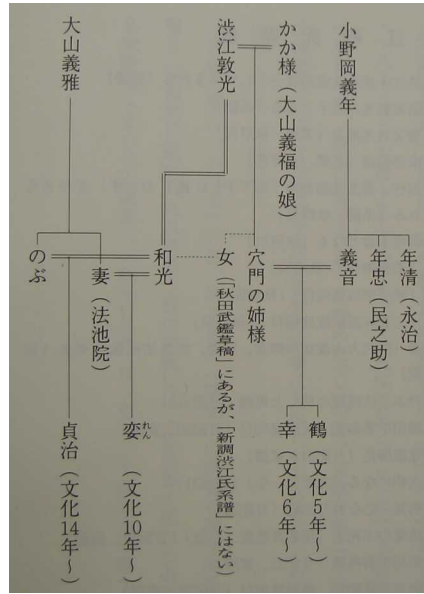 小野岡義年
かか様（大山義福の娘）
渋江敦光
大山義雅
年清（永治）
年忠（民之助）
義音
穴門の姉様
女（「秋田武鑑草稿」にあるが、「新調渋江氏系譜」にはない）
和光
妻（法池院）
のぶ
鶴（文化5年〜）
幸（文化6年〜）
れん
孌（文化10年〜）
貞治（文化14年〜）